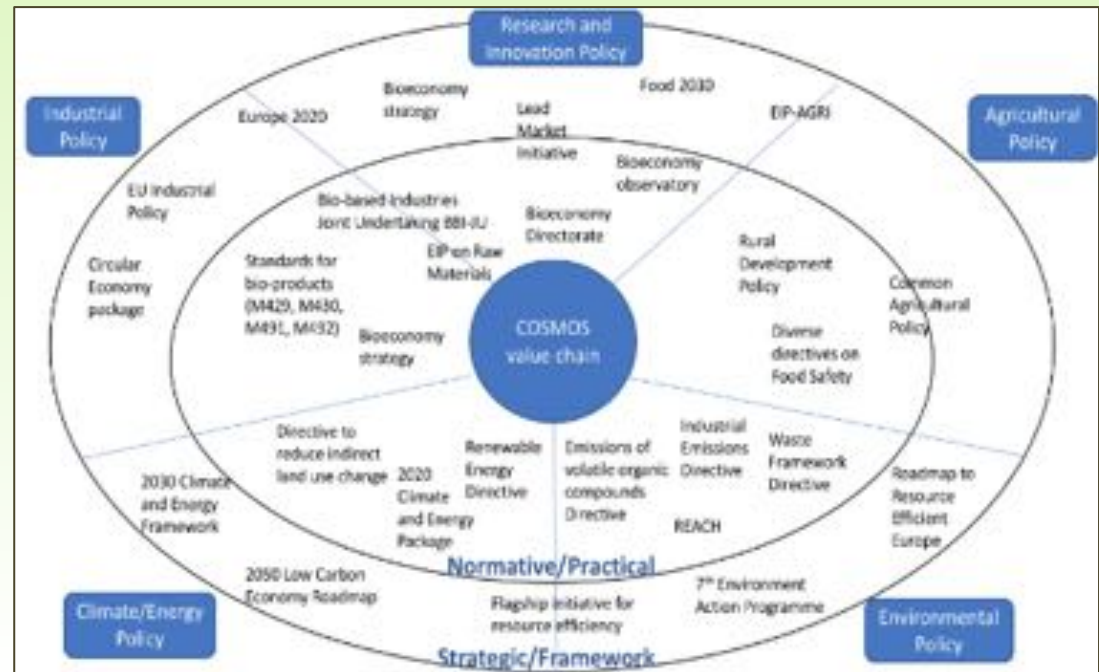 Research and
Innovation Policy
Industrial
Policy
Agricultural
Policy
Europe 2020
Bioeconomy
strategy
Lead
Market
Initiative
Food 2030
EIP-AGRI
Bioeconomy
observatory
EU Industrial
Policy
Circular
Economy
package
Bio-based Industries
Joint Undertaking BBI-JU
EIP on Raw
Materials
Bioeconomy
Directorate
Standards for
bio-products
(M429, M430,
M491, M492)
Bioeconomy
strategy
COSMOS
value chain
Rural
Development
Policy
Common
Agricultural
Policy
Diverse
directives on
Food Safety
Directive to
reduce indirect
land use change
2020
Climate
and Energy
Package
Renewable
Energy
Directive
Emissions of
volatile organic
compounds
Directive
Industrial
Emissions
Directive
Waste
Framework
Directive
REACH
2030 Climate
and Energy
Framework
Roadmap to
Resource
Efficient
Europe
Normative/Practical
2050 Low Carbon
Economy Roadmap
Flagship initiative for
resource efficiency
7th Environment
Action Programme
Climate/Energy
Policy
Environmental
Policy
Strategic/Framework